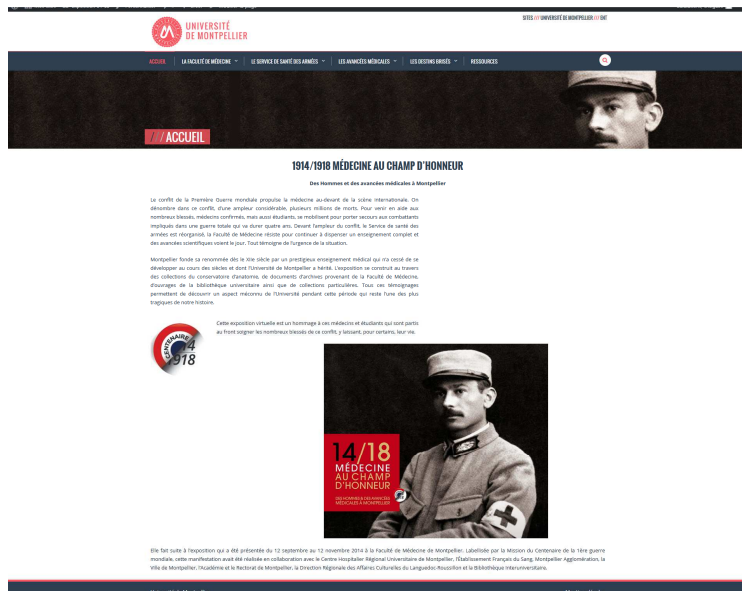 UNIVERSITÉ
DE MONTPELLIER
SITES /// UNIVERSITÉ DE MONTPELLIER /// ENT
ACCUEIL
LA FACULTÉ DE MÉDECINE
LE SERVICE DE SANTÉ DES ARMÉES
LES AVANCÉES MÉDICALES
LES DESTINS BRISÉS
RESSOURCES
/// ACCUEIL
1914/1918 MÉDECINE AU CHAMP D'HONNEUR
Des Hommes et des avancées médicales à Montpellier
Le conflit de la Première Guerre mondiale propulse la médecine au-devant de la scène internationale. On
dénombre dans ce conflit, d'une ampleur considérable, plusieurs millions de morts. Pour venir en aide aux
nombreux blessés, médecins confirmés, mais aussi étudiants, se mobilisent pour porter secours aux combattants
impliqués dans une guerre totale qui va durer quatre ans. Devant l'ampleur du conflit, le Service de santé des
armées est réorganisé, la Faculté de Médecine résiste pour continuer à dispenser un enseignement complet et
des avancées scientifiques voient le jour. Tout témoigne de l'urgence de la situation.
Montpellier fonde sa renommée dès le XIIe siècle par un prestigieux enseignement médical qui n'a cessé de se
développer au cours des siècles et dont l'Université de Montpellier a hérité. L'exposition se construit au travers
des collections du conservatoire d'anatomie, de documents d'archives provenant de la Faculté de Médecine,
d'ouvrages de la bibliothèque universitaire ainsi que de collections particulières. Tous ces témoignages
permettent de découvrir un aspect méconnu de l'Université pendant cette période qui reste l'une des plus
tragiques de notre histoire.
Cette exposition virtuelle est un hommage à ces médecins et étudiants qui sont partis
au front soigner les nombreux blessés de ce conflit, y laissant, pour certains, leur vie.
CENTENAIRE
14
1918
14/18
MÉDECINE
AU CHAMP
D'HONNEUR
DES HOMMES & DES AVANCÉES
MÉDICALES À MONTPELLIER
Elle fait suite à l'exposition qui a été présentée du 12 septembre au 12 novembre 2014 à la Faculté de Médecine de Montpellier. Labellisée par la Mission du Centenaire de la 1ère guerre
mondiale, cette manifestation avait été réalisée en collaboration avec le Centre Hospitalier Régional Universitaire de Montpellier, l'Établissement Français du Sang, Montpellier Agglomération, la
Ville de Montpellier, l'Académie et le Rectorat de Montpellier, la Direction Régionale des Affaires Culturelles du Languedoc-Roussillon et la Bibliothèque Interuniversitaire.